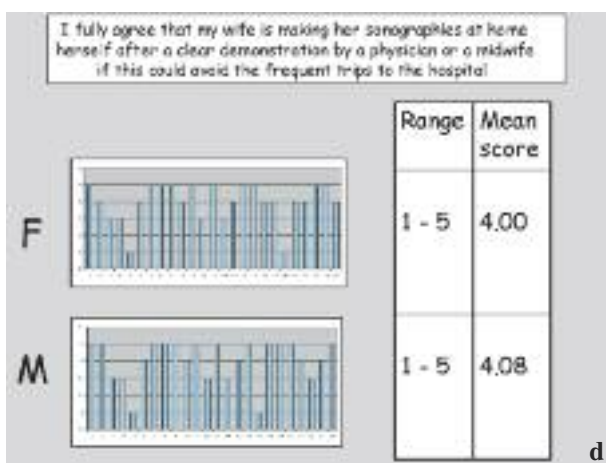 I fully agree that my wife is making her sonographies at home
herself after a clear demonstration by a physician or a midwife
if this could avoid the frequent trips to the hospital
Range Mean
score
F
1 - 5 4.00
M
1 - 5 4.08
d